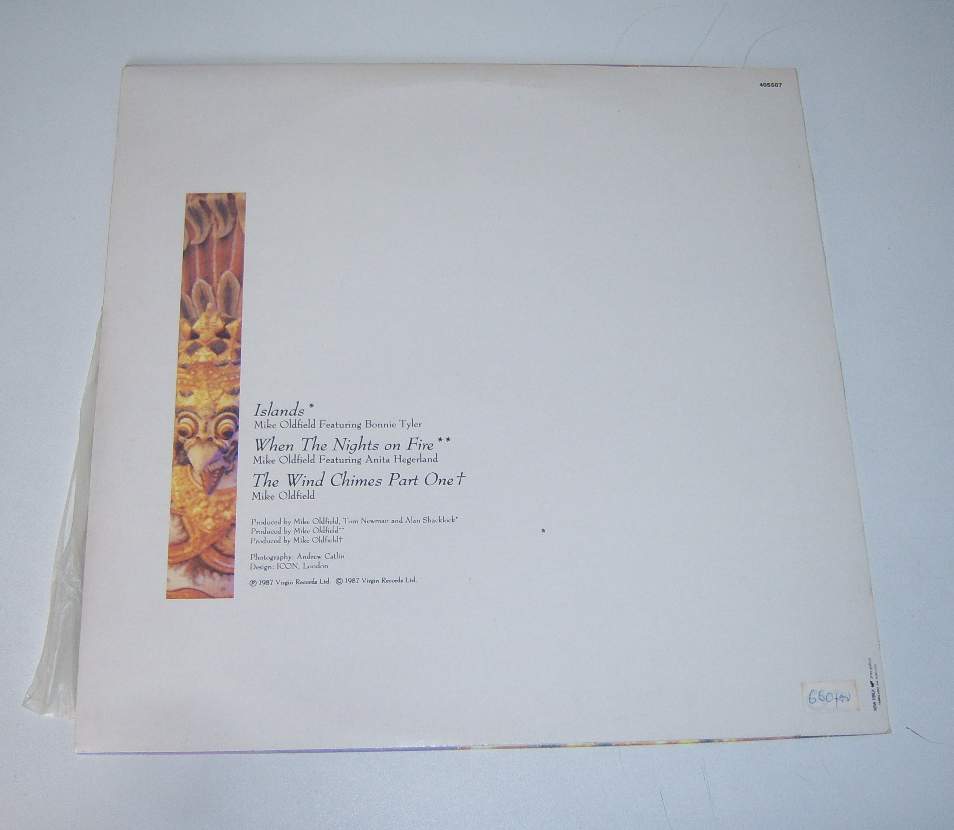 405507
Islands *
Mike Oldfield Featuring Bonnie Tyler
When The Nights on Fire **
Mike Oldfield Featuring Anita Hegerland
The Wind Chimes Part One †
Mike Oldfield
Produced by Mike Oldfield, Tom Newman and Alan Shacklock*
Produced by Mike Oldfield**
Produced by Mike Oldfield†
Photography: Andrew Catlin
Design: ICON, London
℗ 1987 Virgin Records Ltd. © 1987 Virgin Records Ltd.